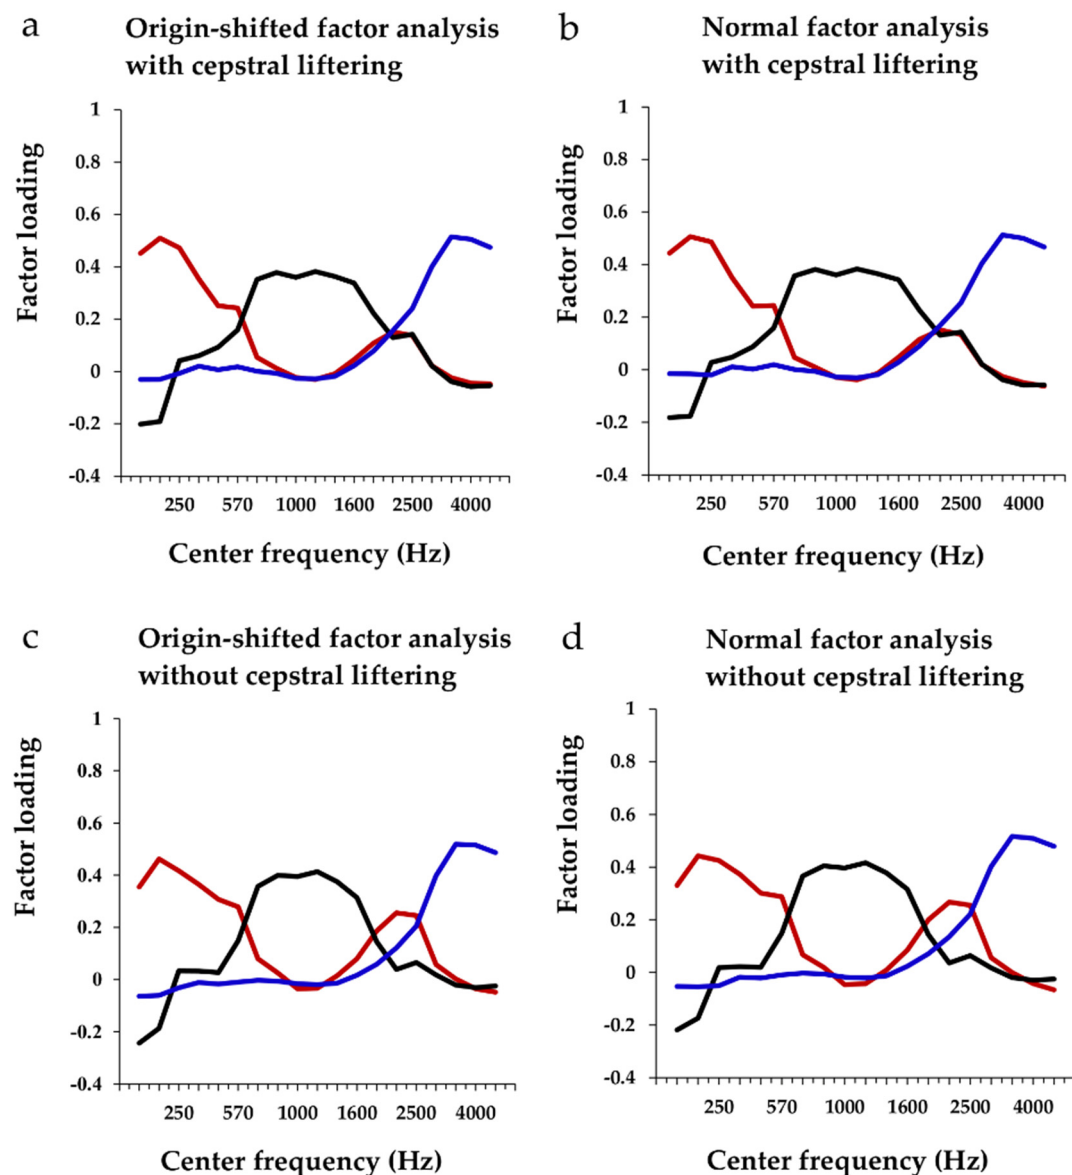 a
Origin-shifted factor analysis
with cepstral liftering
1
0.8
0.6
0.4
0.2
0
-0.2
-0.4
Factor loading
250 570 1000 1600 2500 4000
Center frequency (Hz)
b
Normal factor analysis
with cepstral liftering
1
0.8
0.6
0.4
0.2
0
-0.2
-0.4
Factor loading
250 570 1000 1600 2500 4000
Center frequency (Hz)
c
Origin-shifted factor analysis
without cepstral liftering
1
0.8
0.6
0.4
0.2
0
-0.2
-0.4
Factor loading
250 570 1000 1600 2500 4000
Center frequency (Hz)
d
Normal factor analysis
without cepstral liftering
1
0.8
0.6
0.4
0.2
0
-0.2
-0.4
Factor loading
250 570 1000 1600 2500 4000
Center frequency (Hz)